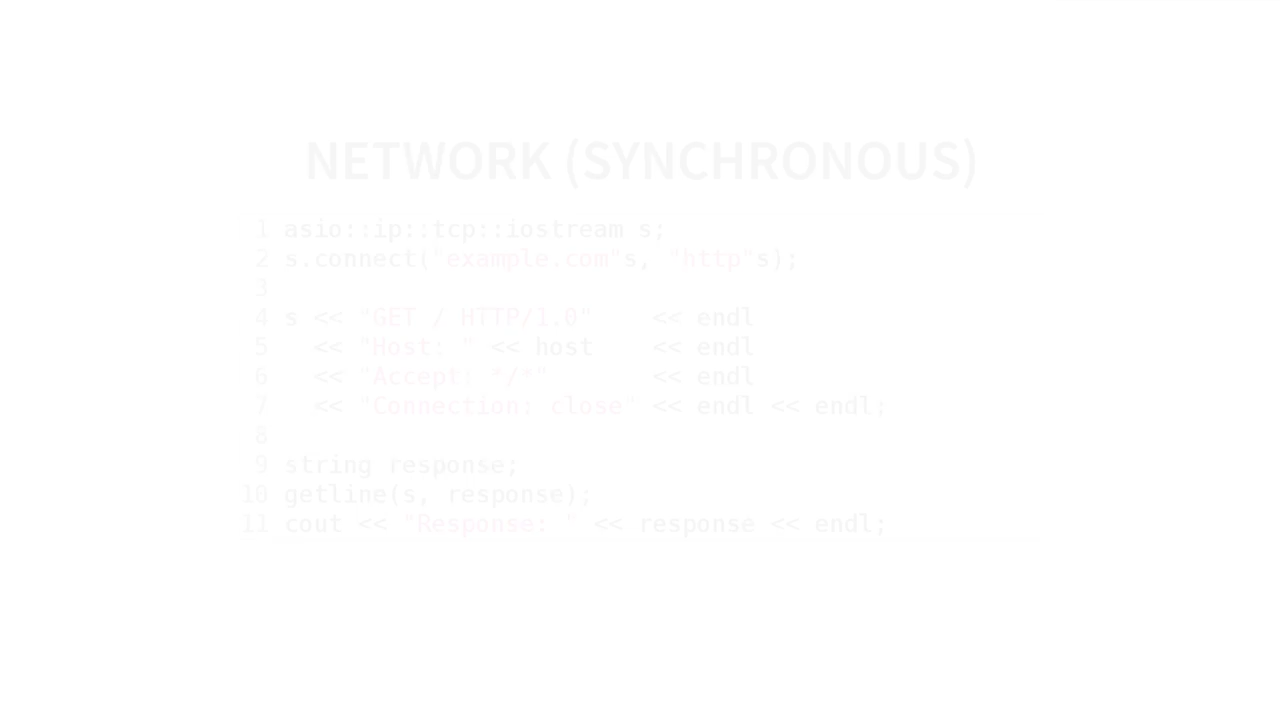 NETWORK (SYNCHRONOUS)
1 asio::ip::tcp::iostream s;
2 s.connect("example.com"s, "http"s);
3
4 s << "GET / HTTP/1.0"    << endl
5   << "Host: " << host    << endl
6   << "Accept: */*"       << endl
7   << "Connection: close" << endl << endl;
8
9 string response;
10 getline(s, response);
11 cout << "Response: " << response << endl;